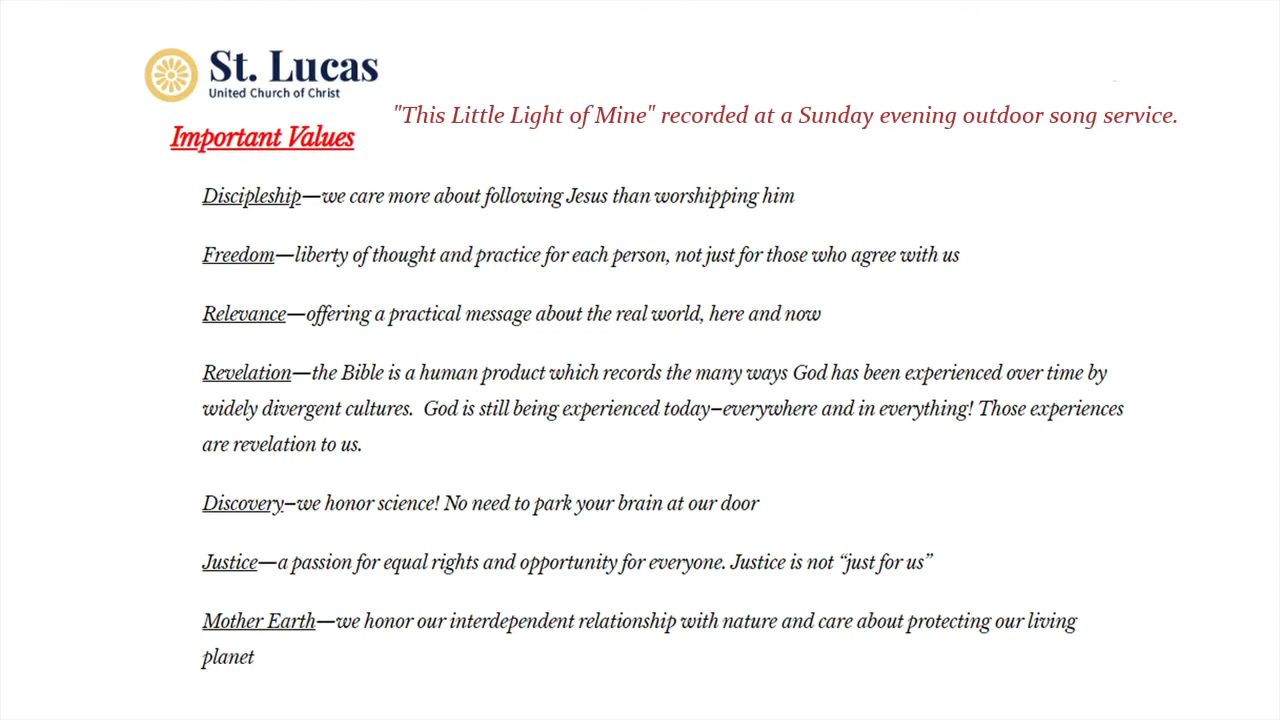 St. Lucas
United Church of Christ
"This Little Light of Mine" recorded at a Sunday evening outdoor song service.
Important Values
Discipleship—we care more about following Jesus than worshipping him
Freedom—liberty of thought and practice for each person, not just for those who agree with us
Relevance—offering a practical message about the real world, here and now
Revelation—the Bible is a human product which records the many ways God has been experienced over time by
widely divergent cultures.  God is still being experienced today–everywhere and in everything! Those experiences
are revelation to us.
Discovery–we honor science! No need to park your brain at our door
Justice—a passion for equal rights and opportunity for everyone. Justice is not “just for us”
Mother Earth—we honor our interdependent relationship with nature and care about protecting our living
planet